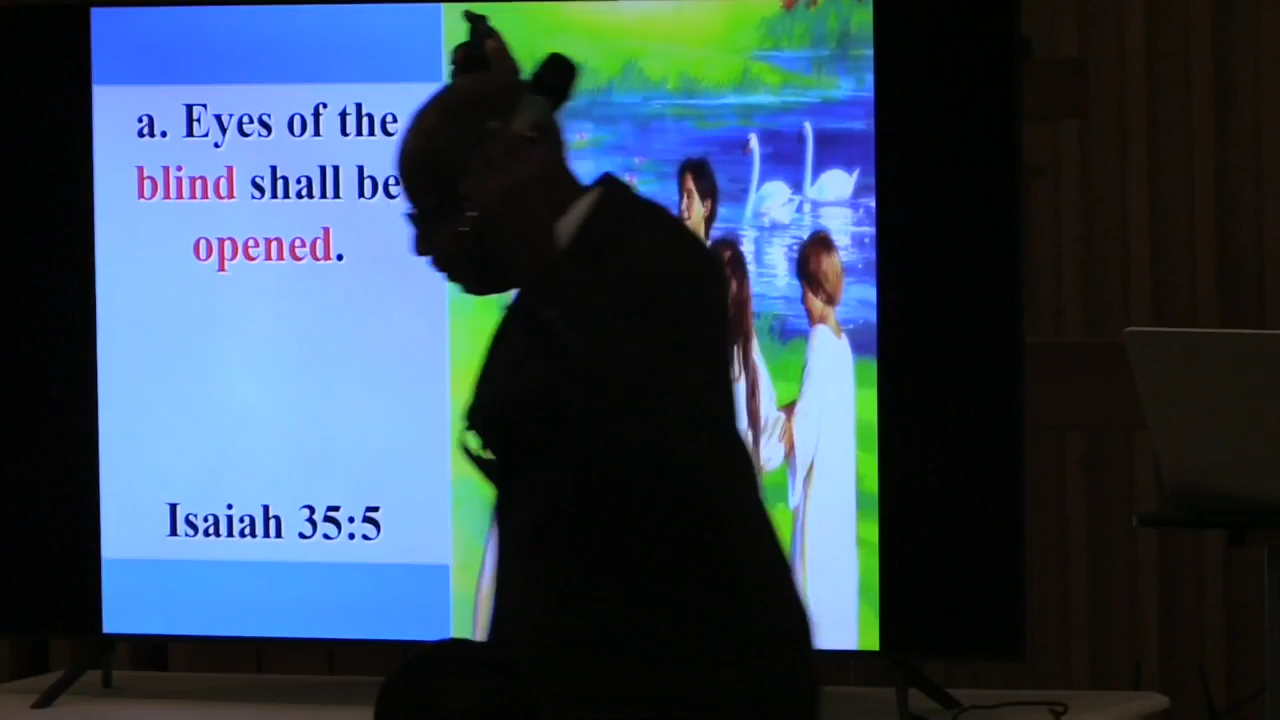 a. Eyes of the
blind shall be
opened.
Isaiah 35:5